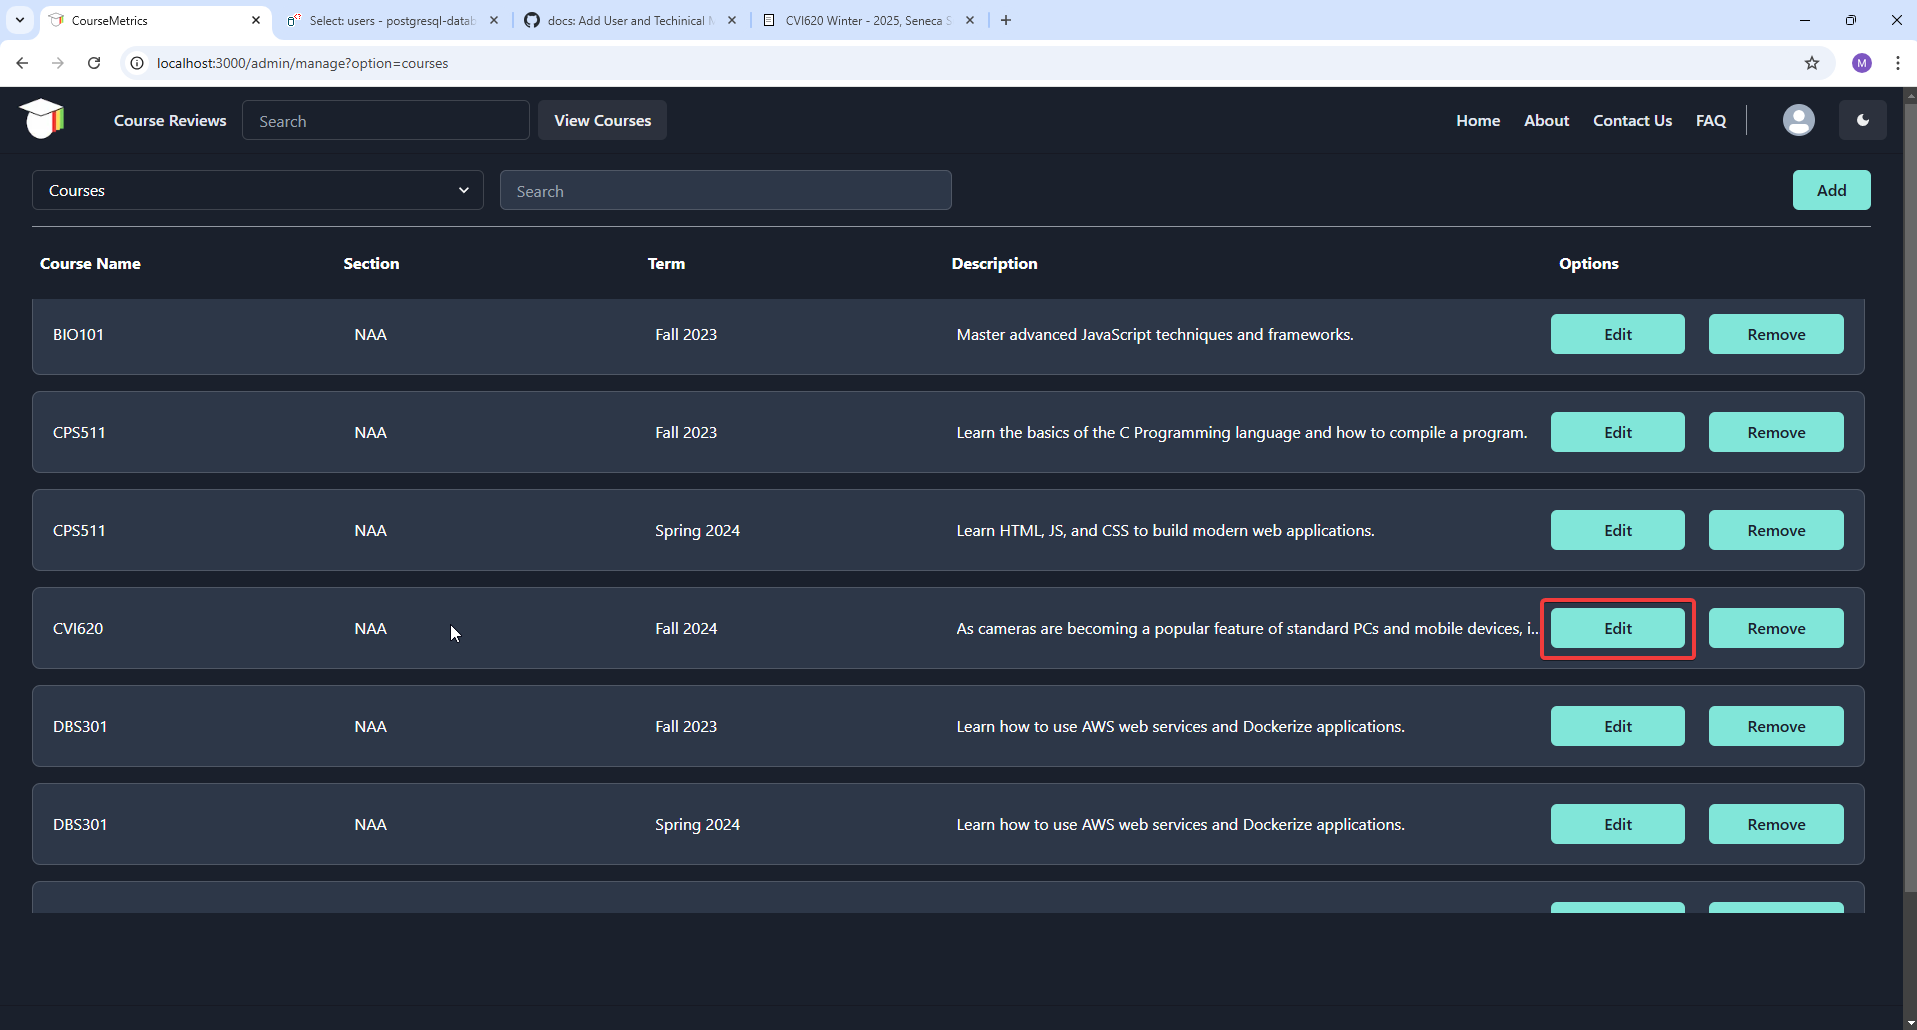 CourseMetrics
Select: users - postgresql-datab
docs: Add User and Techinical
CVI620 Winter - 2025, Seneca S
localhost:3000/admin/manage?option=courses
M
Course Reviews
Search
View Courses
Home
About
Contact Us
FAQ
Courses
Search
Add
Course Name Section Term Description Options
BIO101 NAA Fall 2023 Master advanced JavaScript techniques and frameworks. Edit Remove
CPS511 NAA Fall 2023 Learn the basics of the C Programming language and how to compile a program. Edit Remove
CPS511 NAA Spring 2024 Learn HTML, JS, and CSS to build modern web applications. Edit Remove
CVI620 NAA Fall 2024 As cameras are becoming a popular feature of standard PCs and mobile devices, i... Edit Remove
DBS301 NAA Fall 2023 Learn how to use AWS web services and Dockerize applications. Edit Remove
DBS301 NAA Spring 2024 Learn how to use AWS web services and Dockerize applications. Edit Remove